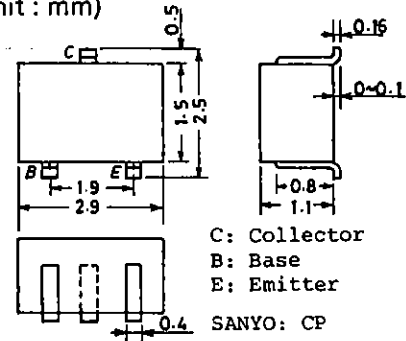 nit : mm)
0.5
0.16
C
1.5
2.5
0~0.1
B
E
1.9
2.9
0.8
1.1
C: Collector
B: Base
E: Emitter
0.4
SANYO: CP